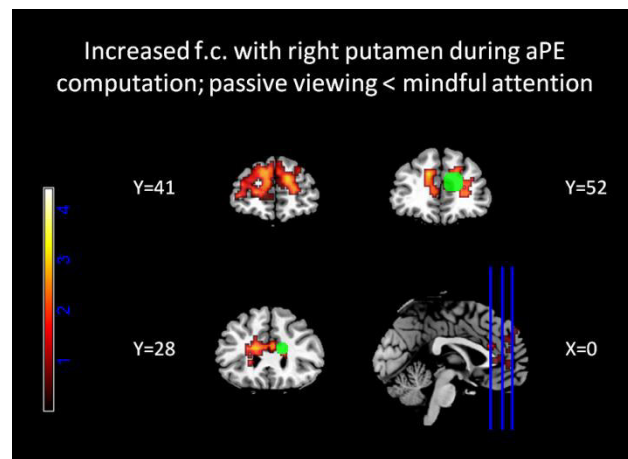 Increased f.c. with right putamen during aPE
computation; passive viewing < mindful attention
Y=41
Y=52
4
3
2
1
Y=28
X=0